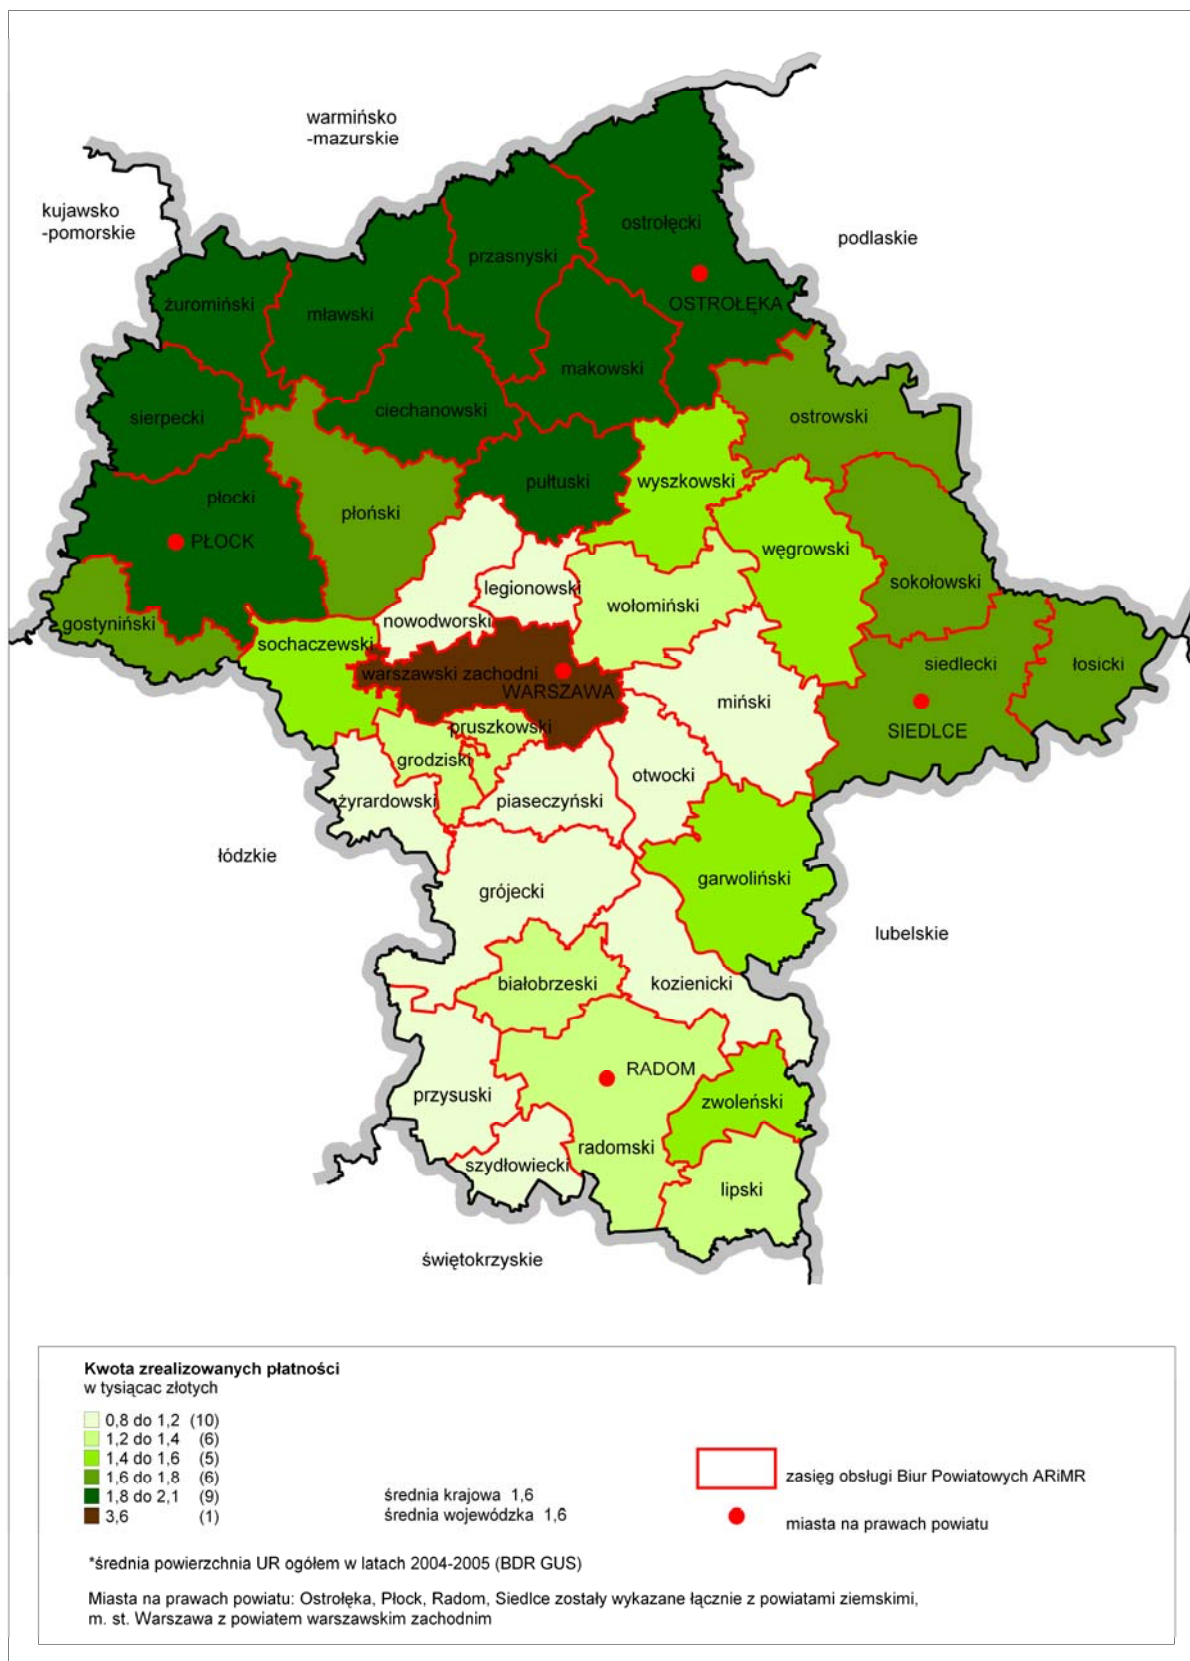 warmińsko
-mazurskie
kujawsko
-pomorskie
podlaskie
ostrołęcki
przasnyski
OSTROŁĘKA
żuromiński
mławski
makowski
ciechanowski
sierpecki
ostrowski
pułtuski
wyszkowski
płocki
płoński
PŁOCK
węgrowski
sokołowski
legionowski
wołomiński
nowodworski
gostyniński
sochaczewski
siedlecki
łosicki
warszawski zachodni
WARSZAWA
miński
SIEDLCE
pruszkowski
grodziski
otwocki
żyrardowski
piaseczyński
łódzkie
garwoliński
grójecki
lubelskie
białobrzeski
kozienicki
RADOM
przysuski
zwoleński
radomski
szydłowiecki
lipski
świętokrzyskie
Kwota zrealizowanych płatności
w tysiącac złotych
0,8 do 1,2 (10)
1,2 do 1,4 (6)
1,4 do 1,6 (5)
1,6 do 1,8 (6)
1,8 do 2,1 (9)
3,6 (1)
średnia krajowa 1,6
średnia wojewódzka 1,6
zasięg obsługi Biur Powiatowych ARiMR
miasta na prawach powiatu
*średnia powierzchnia UR ogółem w latach 2004-2005 (BDR GUS)
Miasta na prawach powiatu: Ostrołęka, Płock, Radom, Siedlce zostały wykazane łącznie z powiatami ziemskimi,
m. st. Warszawa z powiatem warszawskim zachodnim